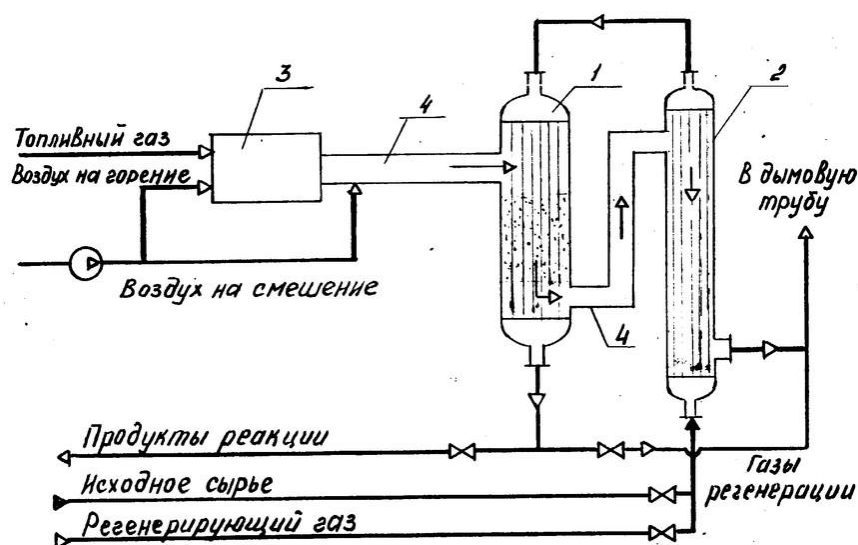 3
4
1
2
Топливный газ
Воздух на горение
В дымовую
трубу
Воздух на смешение
4
Продукты реакции
Исходное сырье
Газы
регенерации
Регенерирующий газ